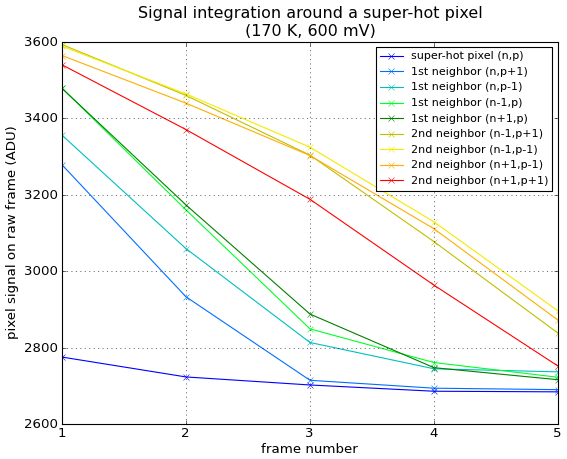 Signal integration around a super-hot pixel
(170 K, 600 mV)
super-hot pixel (n,p)
1st neighbor (n,p+1)
1st neighbor (n,p-1)
1st neighbor (n-1,p)
1st neighbor (n+1,p)
2nd neighbor (n-1,p+1)
2nd neighbor (n-1,p-1)
2nd neighbor (n+1,p-1)
2nd neighbor (n+1,p+1)
pixel signal on raw frame (ADU)
3600
3400
3200
3000
2800
2600
1 2 3 4 5
frame number